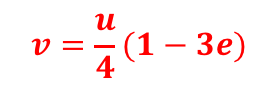 v = u/4 (1 − 3e)